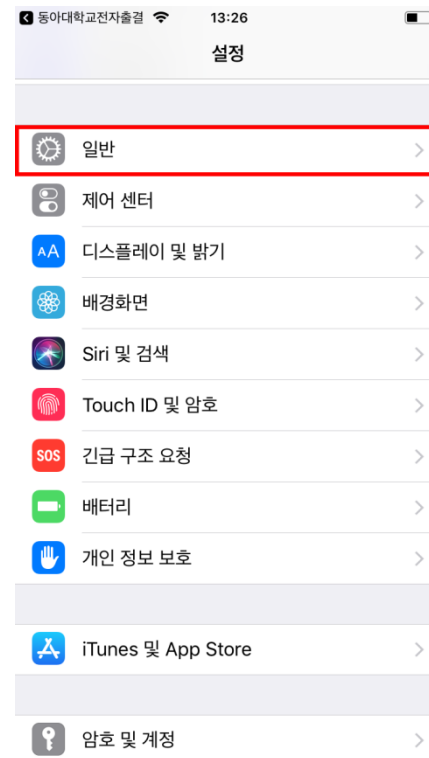 동아대학교전자출결 13:26
설정
일반
제어 센터
AA 디스플레이 및 밝기
배경화면
Siri 및 검색
Touch ID 및 암호
SOS 긴급 구조 요청
배터리
개인 정보 보호
iTunes 및 App Store
암호 및 계정